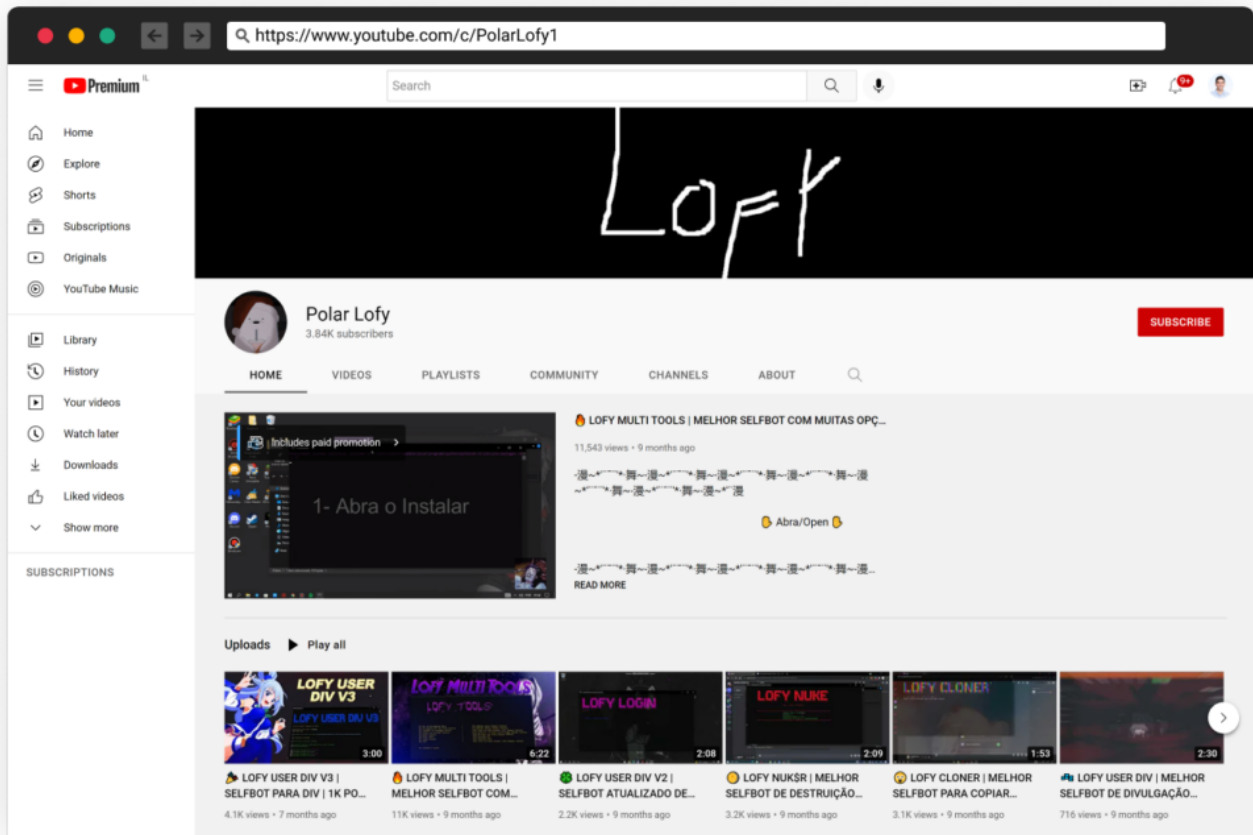 https://www.youtube.com/c/PolarLofy1
Premium IL
Search
9+
Home
Explore
Shorts
Subscriptions
Originals
YouTube Music
Library
History
Your videos
Watch later
Downloads
Liked videos
Show more
SUBSCRIPTIONS
LOFY
Polar Lofy
3.84K subscribers
SUBSCRIBE
HOME VIDEOS PLAYLISTS COMMUNITY CHANNELS ABOUT
Includes paid promotion
1- Abra o Instalar
🔥 LOFY MULTI TOOLS | MELHOR SELFBOT COM MUITAS OPÇ...
11,543 views • 9 months ago
Abra/Open
READ MORE
Uploads Play all
LOFY USER DIV V3
LOFY USER DIV V3
3:00
LOFY MULTI TOOLS
LOFY TOOLS
6:22
LOFY LOGIN
2:08
LOFY NUKE
2:09
LOFY CLONER
1:53
2:30
LOFY USER DIV V3 |
SELFBOT PARA DIV | 1K PO...
4.1K views • 7 months ago
🔥 LOFY MULTI TOOLS |
MELHOR SELFBOT COM...
11K views • 9 months ago
LOFY USER DIV V2 |
SELFBOT ATUALIZADO DE...
2.2K views • 9 months ago
LOFY NUK$R | MELHOR
SELFBOT DE DESTRUIÇÃO...
3.2K views • 9 months ago
LOFY CLONER | MELHOR
SELFBOT PARA COPIAR...
3.1K views • 9 months ago
LOFY USER DIV | MELHOR
SELFBOT DE DIVULGAÇÃO...
716 views • 9 months ago